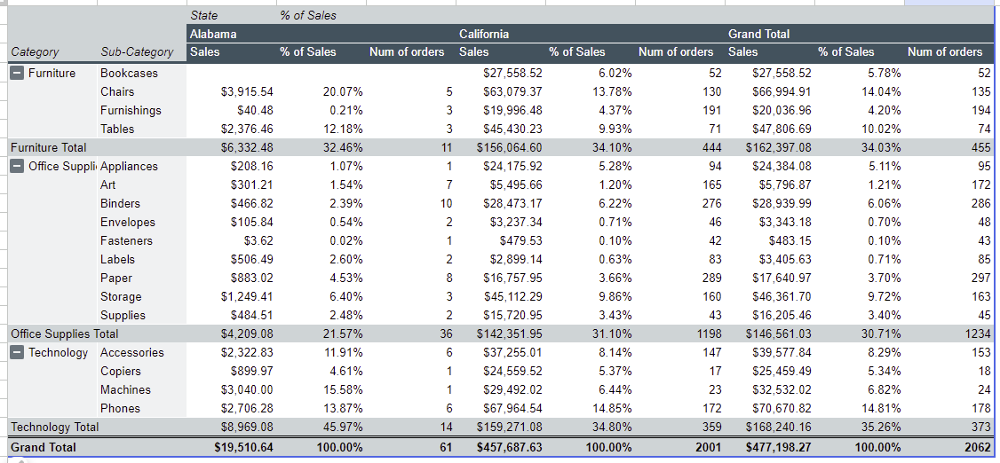 State % of Sales
Alabama California Grand Total
Category Sub-Category Sales % of Sales Num of orders Sales % of Sales Num of orders Sales % of Sales Num of orders
Furniture Bookcases $27,558.52 6.02% 52 $27,558.52 5.78% 52
Chairs $3,915.54 20.07% 5 $63,079.37 13.78% 130 $66,994.91 14.04% 135
Furnishings $40.48 0.21% 3 $19,996.48 4.37% 191 $20,036.96 4.20% 194
Tables $2,376.46 12.18% 3 $45,430.23 9.93% 71 $47,806.69 10.02% 74
Furniture Total $6,332.48 32.46% 11 $156,064.60 34.10% 444 $162,397.08 34.03% 455
Office Suppli Appliances $208.16 1.07% 1 $24,175.92 5.28% 94 $24,384.08 5.11% 95
Art $301.21 1.54% 7 $5,495.66 1.20% 165 $5,796.87 1.21% 172
Binders $466.82 2.39% 10 $28,473.17 6.22% 276 $28,939.99 6.06% 286
Envelopes $105.84 0.54% 2 $3,237.34 0.71% 46 $3,343.18 0.70% 48
Fasteners $3.62 0.02% 1 $479.53 0.10% 42 $483.15 0.10% 43
Labels $506.49 2.60% 2 $2,899.14 0.63% 83 $3,405.63 0.71% 85
Paper $883.02 4.53% 8 $16,757.95 3.66% 289 $17,640.97 3.70% 297
Storage $1,249.41 6.40% 3 $45,112.29 9.86% 160 $46,361.70 9.72% 163
Supplies $484.51 2.48% 2 $15,720.95 3.43% 43 $16,205.46 3.40% 45
Office Supplies Total $4,209.08 21.57% 36 $142,351.95 31.10% 1198 $146,561.03 30.71% 1234
Technology Accessories $2,322.83 11.91% 6 $37,255.01 8.14% 147 $39,577.84 8.29% 153
Copiers $899.97 4.61% 1 $24,559.52 5.37% 17 $25,459.49 5.34% 18
Machines $3,040.00 15.58% 1 $29,492.02 6.44% 23 $32,532.02 6.82% 24
Phones $2,706.28 13.87% 6 $67,964.54 14.85% 172 $70,670.82 14.81% 178
Technology Total $8,969.08 45.97% 14 $159,271.08 34.80% 359 $168,240.16 35.26% 373
Grand Total $19,510.64 100.00% 61 $457,687.63 100.00% 2001 $477,198.27 100.00% 2062